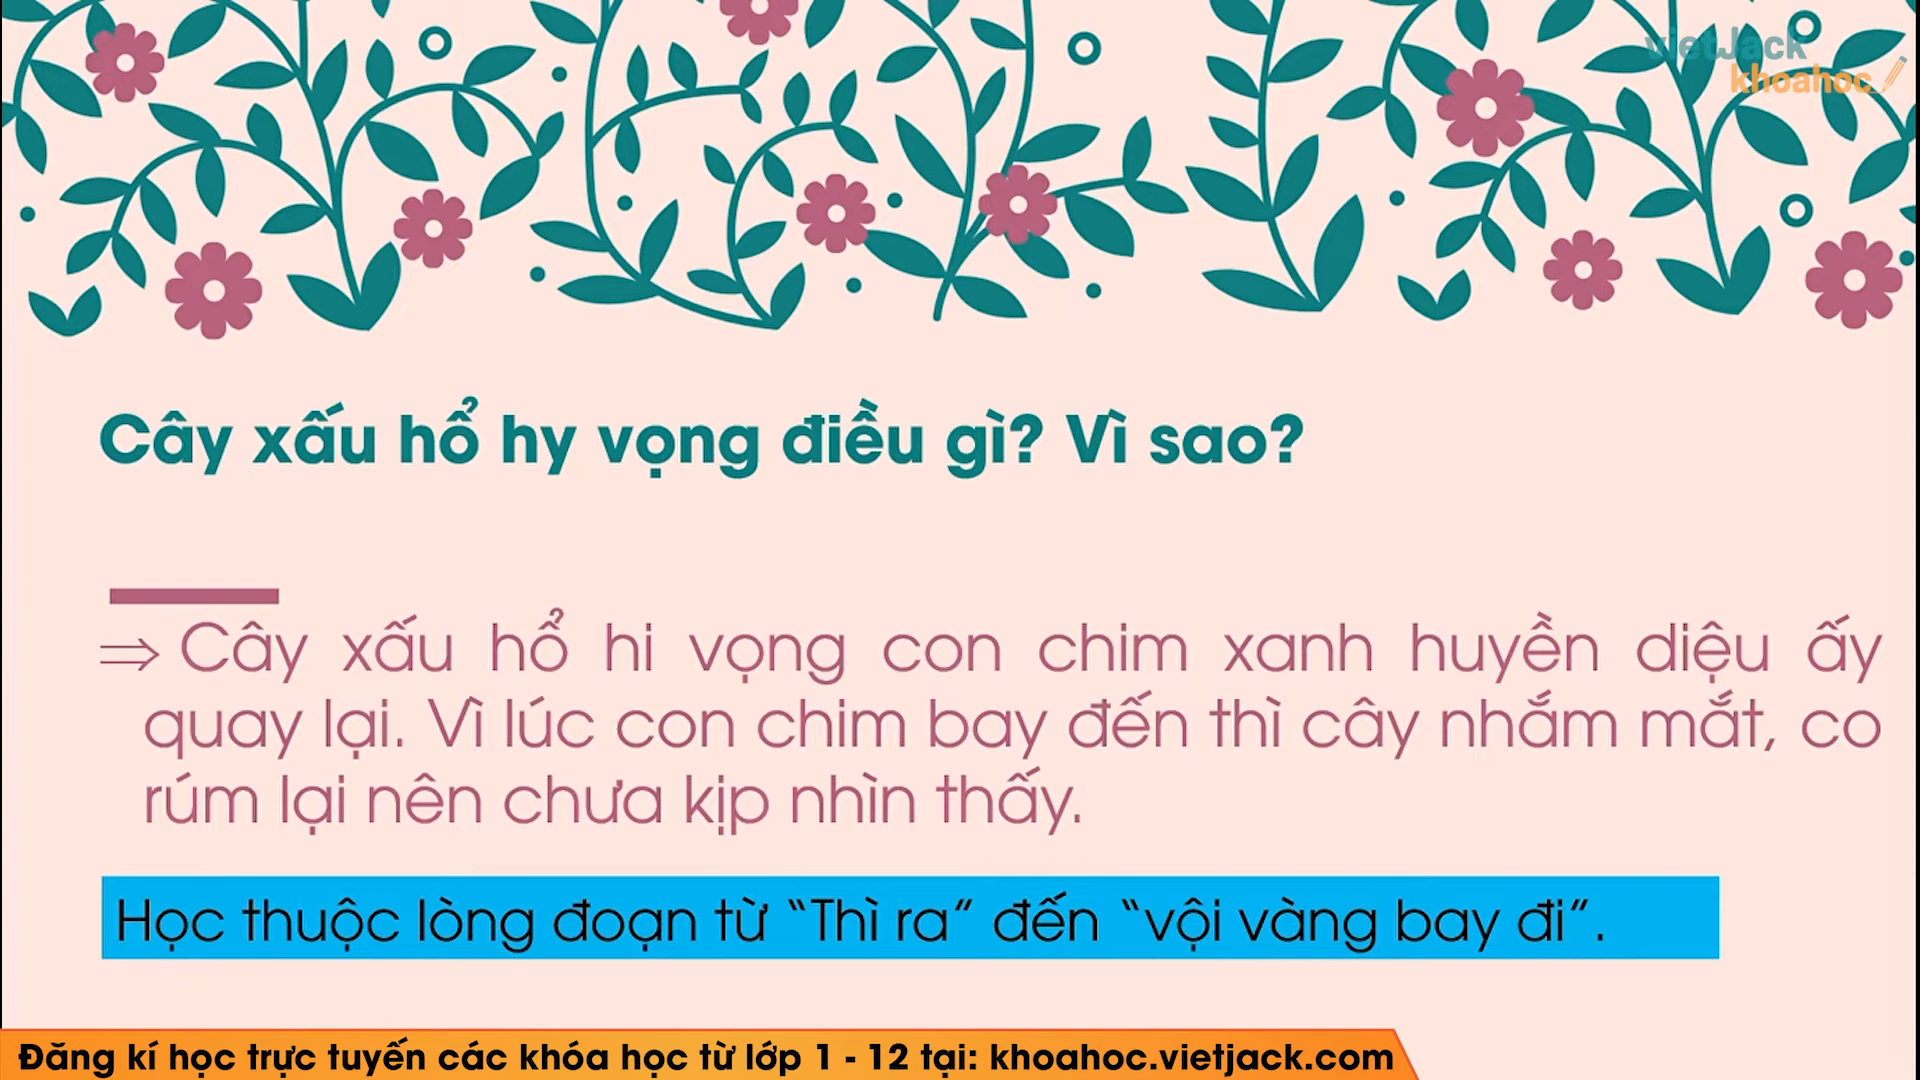 vietJack
khoahoc
Cây xấu hổ hy vọng điều gì? Vì sao?
⇒ Cây xấu hổ hi vọng con chim xanh huyền diệu ấy
quay lại. Vì lúc con chim bay đến thì cây nhắm mắt, co
rúm lại nên chưa kịp nhìn thấy.
Học thuộc lòng đoạn từ “Thì ra” đến “vội vàng bay đi”.
Đăng kí học trực tuyến các khóa học từ lớp 1 - 12 tại: khoahoc.vietjack.com